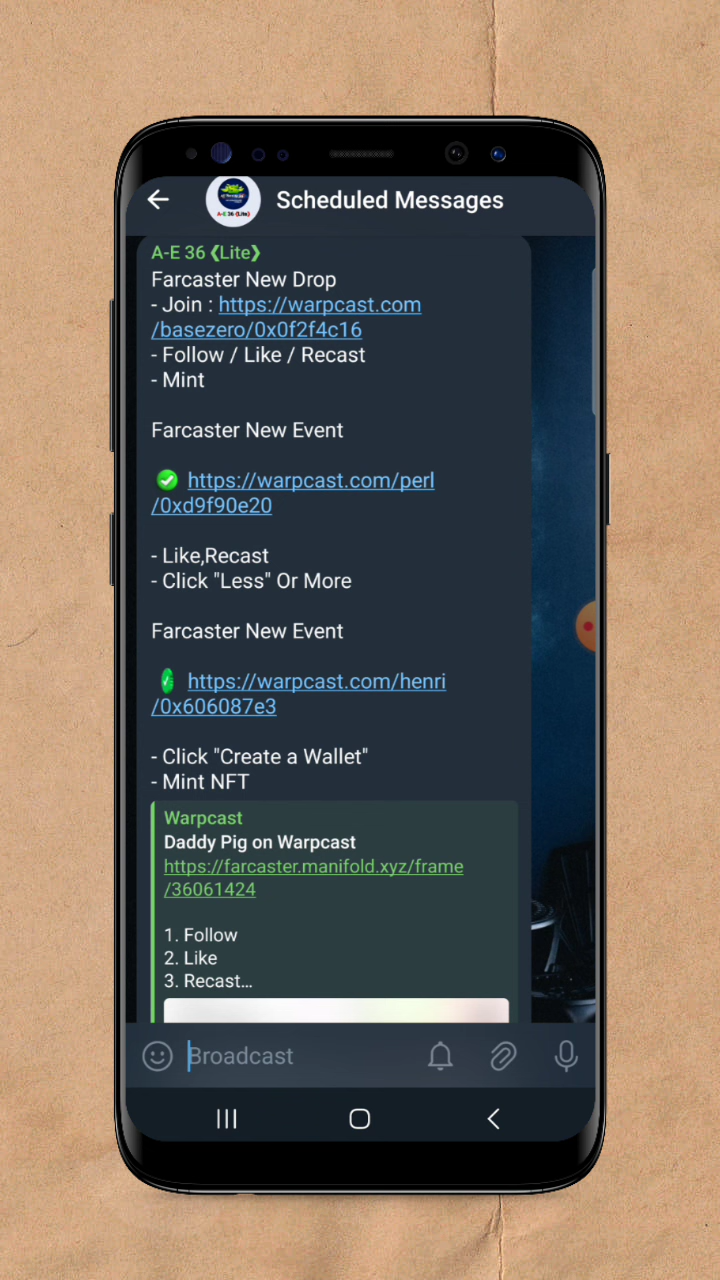 Scheduled Messages
A-E 36 (Lite)
A-E 36 ❰Lite❱
Farcaster New Drop
- Join : https://warpcast.com
/basezero/0x0f2f4c16
- Follow / Like / Recast
- Mint
Farcaster New Event
https://warpcast.com/perl
/0xd9f90e20
- Like,Recast
- Click "Less" Or More
Farcaster New Event
https://warpcast.com/henri
/0x606087e3
- Click "Create a Wallet"
- Mint NFT
Warpcast
Daddy Pig on Warpcast
https://farcaster.manifold.xyz/frame
/36061424
1. Follow
2. Like
3. Recast...
Broadcast